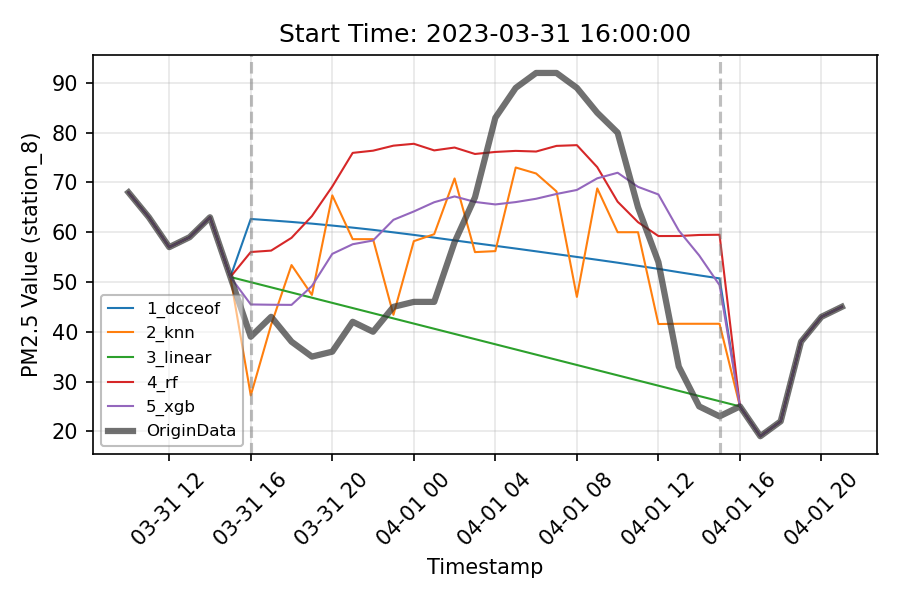 Start Time: 2023-03-31 16:00:00
PM2.5 Value (station_8)
90
80
70
60
50
40
30
20
1_dcceof
2_knn
3_linear
4_rf
5_xgb
OriginData
03-31 12
03-31 16
03-31 20
04-01 00
04-01 04
04-01 08
04-01 12
04-01 16
04-01 20
Timestamp